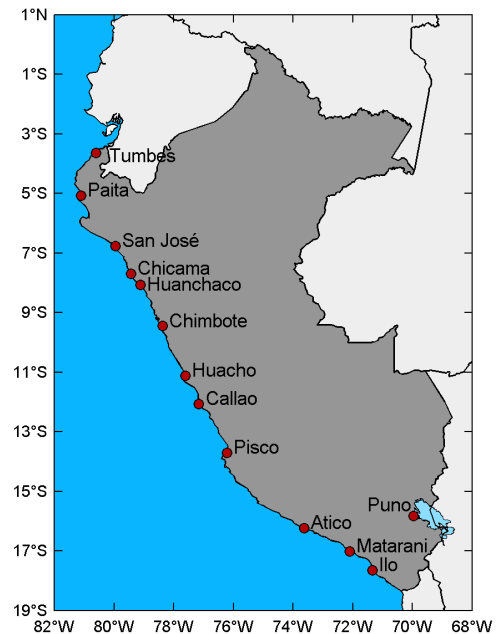 1°N
1°S
3°S
Tumbes
5°S
Paita
7°S
San José
Chicama
Huanchaco
9°S
Chimbote
11°S
Huacho
Callao
13°S
Pisco
15°S
Puno
Atico
17°S
Matarani
Ilo
19°S
82°W 80°W 78°W 76°W 74°W 72°W 70°W 68°W